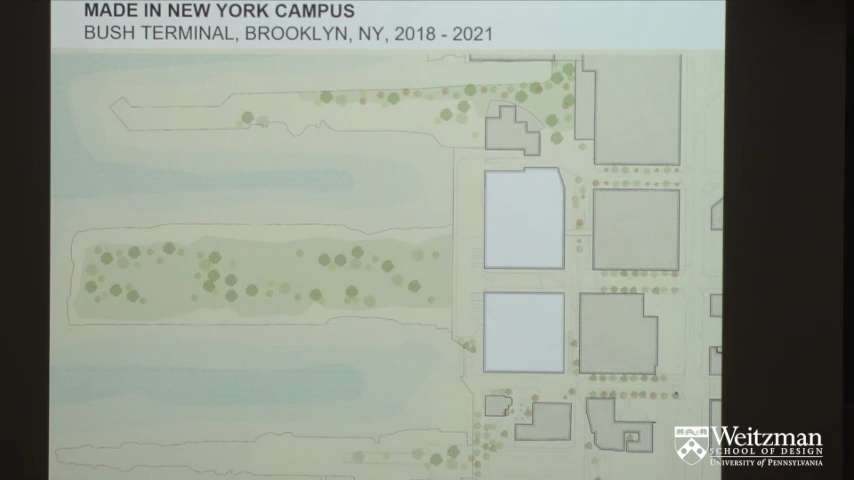 MADE IN NEW YORK CAMPUS
BUSH TERMINAL, BROOKLYN, NY, 2018 - 2021
Weitzman
SCHOOL OF DESIGN
UNIVERSITY of PENNSYLVANIA